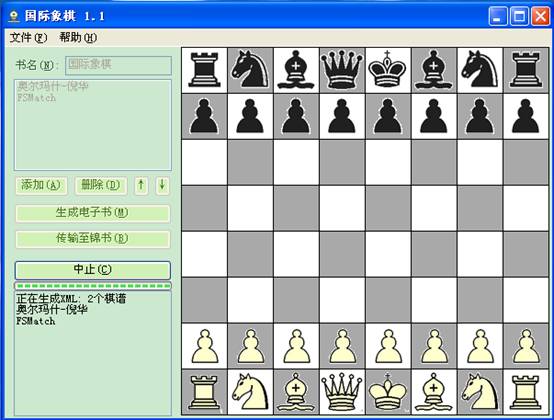 国际象棋 1.1
文件(F) 帮助(H)
书名(N): 国际象棋
奥尔玛什-倪华
FSMatch
添加(A) 删除(D) ↑ ↓
生成电子书(M)
传输至锦书(B)
中止(C)
正在生成XML: 2个棋谱
奥尔玛什-倪华
FSMatch